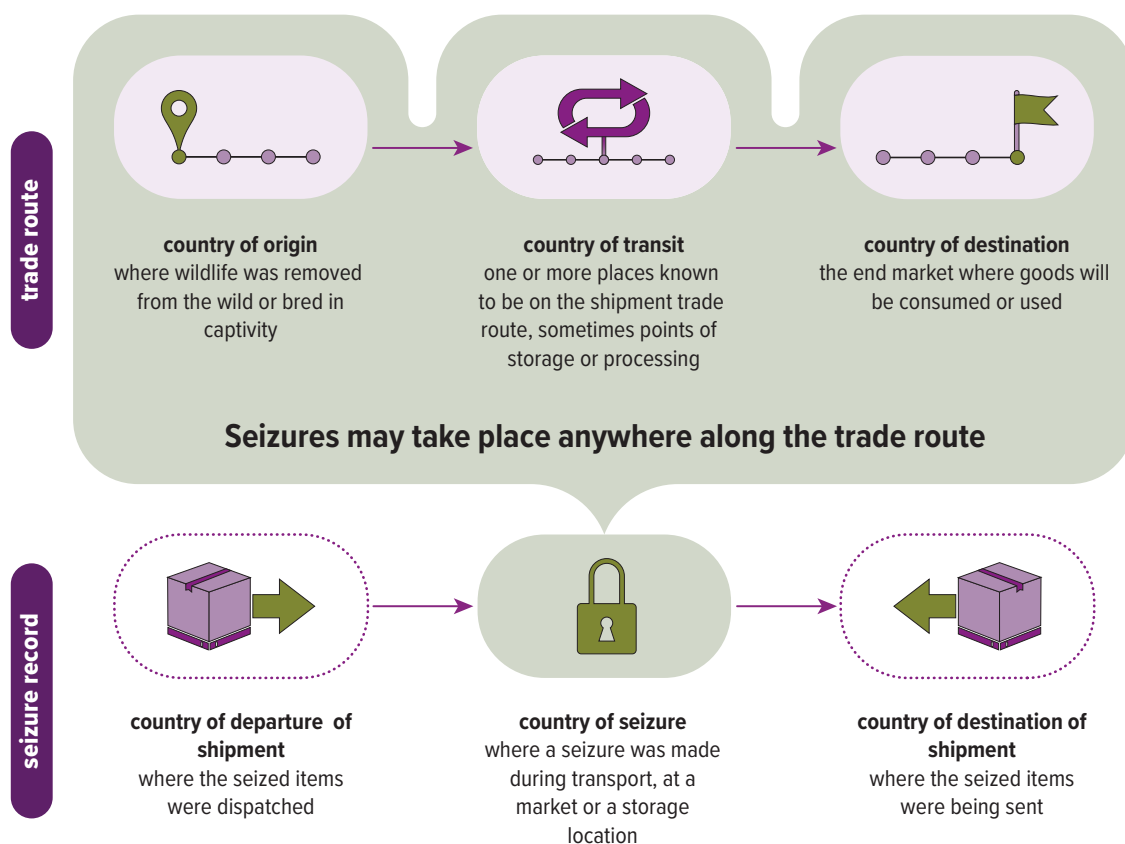 trade route
country of origin
where wildlife was removed
from the wild or bred in
captivity
country of transit
one or more places known
to be on the shipment trade
route, sometimes points of
storage or processing
country of destination
the end market where goods will
be consumed or used
Seizures may take place anywhere along the trade route
seizure record
country of departure of
shipment
where the seized items
were dispatched
country of seizure
where a seizure was made
during transport, at a
market or a storage
location
country of destination of
shipment
where the seized items
were being sent